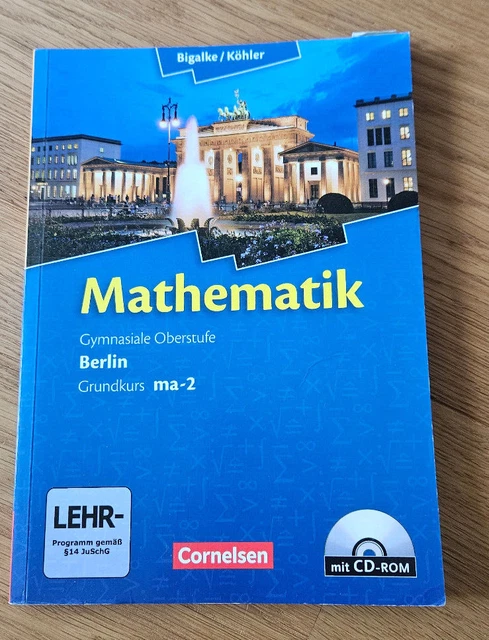 Bigalke/Köhler
Mathematik
Gymnasiale Oberstufe
Berlin
Grundkurs ma-2
LEHR-
Programm gemäß
§14 JuSchG
Cornelsen
mit CD-ROM